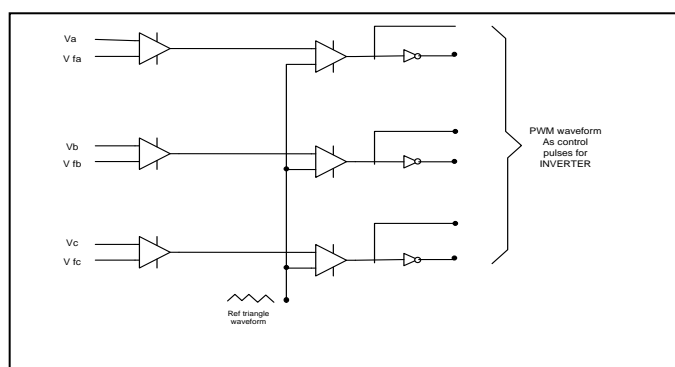 Va
V fa
Vb
V fb
Vc
V fc
Ref triangle
waveform
PWM waveform
As control
pulses for
INVERTER